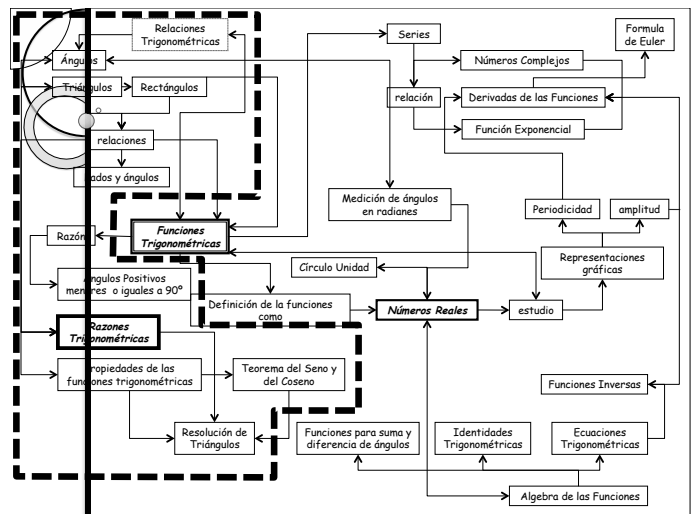 Relaciones
Trigonométricas
Ángulos
Triángulos
Rectángulos
relaciones
Lados y ángulos
Series
Números Complejos
relación
Derivadas de las Funciones
Función Exponencial
Formula
de Euler
Medición de ángulos
en radianes
Periodicidad
amplitud
Razón
Funciones
Trigonométricas
Círculo Unidad
Representaciones
gráficas
Ángulos Positivos
menores o iguales a 90º
Definición de la funciones
como
Números Reales
estudio
Razones
Trigonométricas
Propiedades de las
funciones trigonométricas
Teorema del Seno y
del Coseno
Funciones Inversas
Resolución de
Triángulos
Funciones para suma y
diferencia de ángulos
Identidades
Trigonométricas
Ecuaciones
Trigonométricas
Algebra de las Funciones